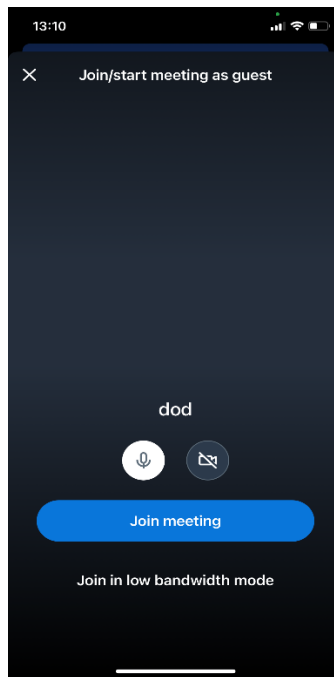 13:10
Join/start meeting as guest
dod
Join meeting
Join in low bandwidth mode